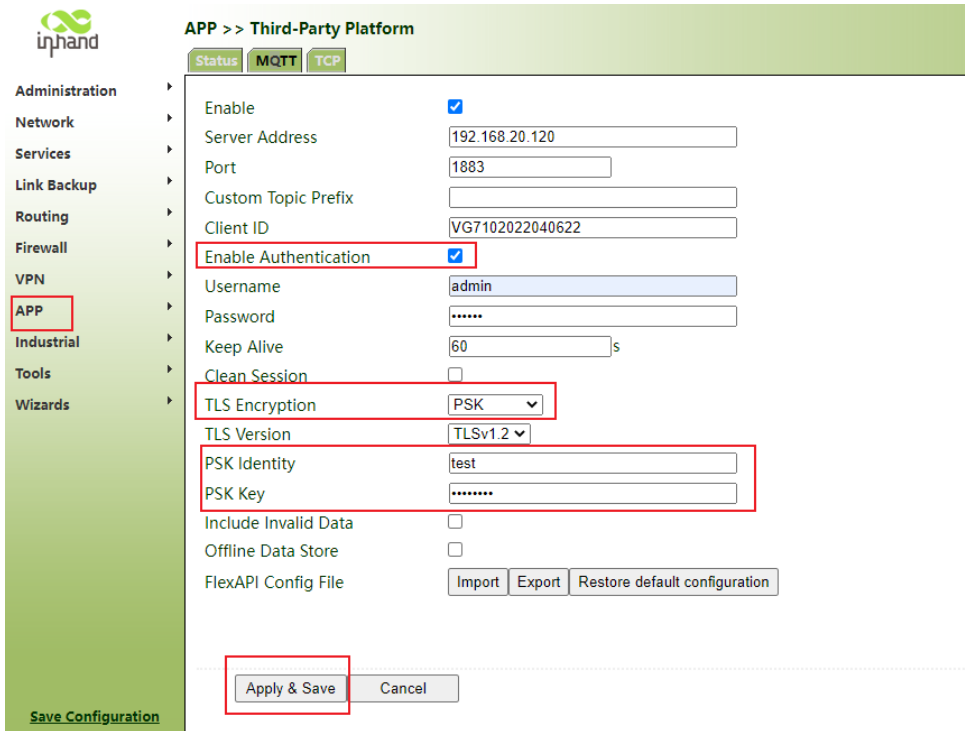 inhand
APP >> Third-Party Platform
Status MQTT TCP
Administration
Network
Services
Link Backup
Routing
Firewall
VPN
APP
Industrial
Tools
Wizards
Save Configuration
Enable
Server Address 192.168.20.120
Port 1883
Custom Topic Prefix
Client ID VG7102022040622
Enable Authentication
Username admin
Password ••••••
Keep Alive 60 s
Clean Session
TLS Encryption PSK
TLS Version TLSv1.2
PSK Identity test
PSK Key ••••••••
Include Invalid Data
Offline Data Store
FlexAPI Config File Import Export Restore default configuration
Apply & Save Cancel